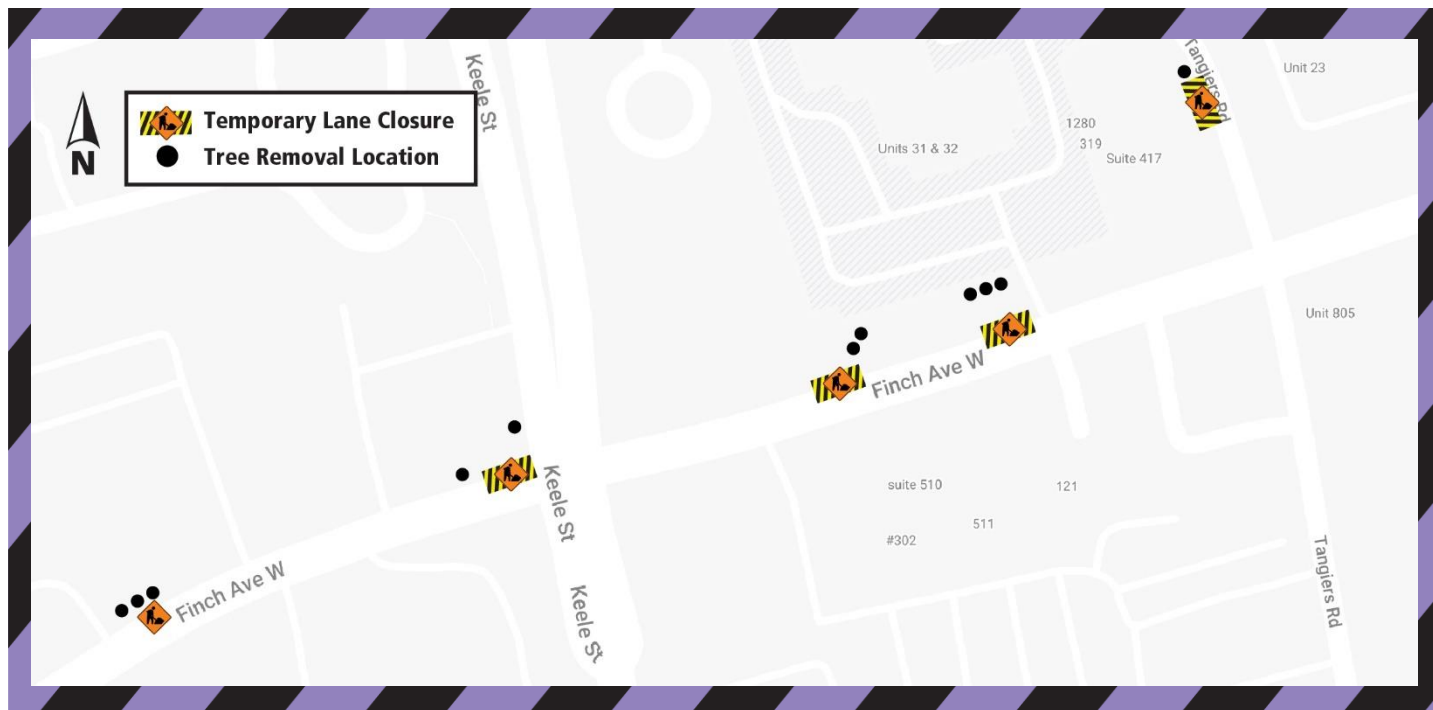 Keele St
Tangiers Rd
Unit 23
N
Temporary Lane Closure
Tree Removal Location
1280
319
Units 31 & 32
Suite 417
Unit 805
Finch Ave W
Keele St
suite 510
121
511
#302
Tangiers Rd
Finch Ave W
Keele St